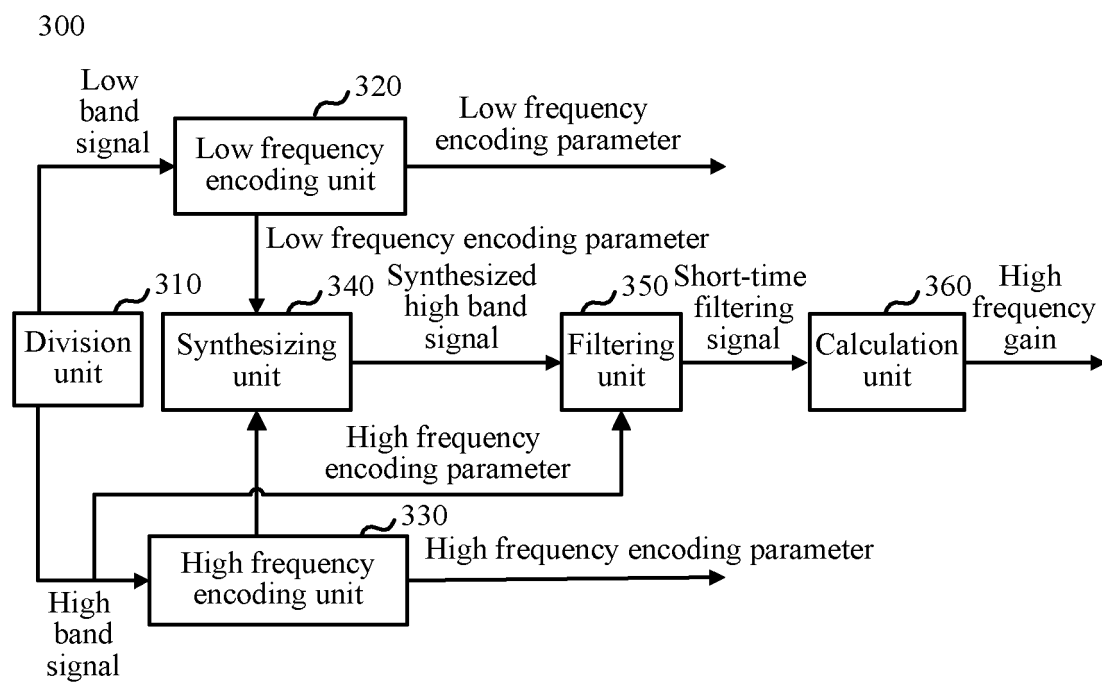 300
Low
band
signal
320
Low frequency
encoding unit
Low frequency
encoding parameter
Low frequency encoding parameter
310
Division
unit
340
Synthesizing
unit
Synthesized
high band
signal
350
Filtering
unit
Short-time
filtering
signal
360
Calculation
unit
High
frequency
gain
High frequency
encoding parameter
330
High frequency
encoding unit
High frequency encoding parameter
High
band
signal